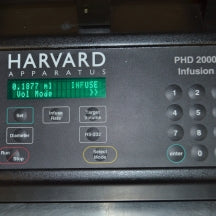 HARVARD
APPARATUS
PHD 2000
Infusion
0.1877 ml INFUSE
Vol Mode >>
Set
Infuse Rate
Target Volume
Diameter
RS-232
Run
Stop
Select Mode
7
8
4
5
1
2
enter
0